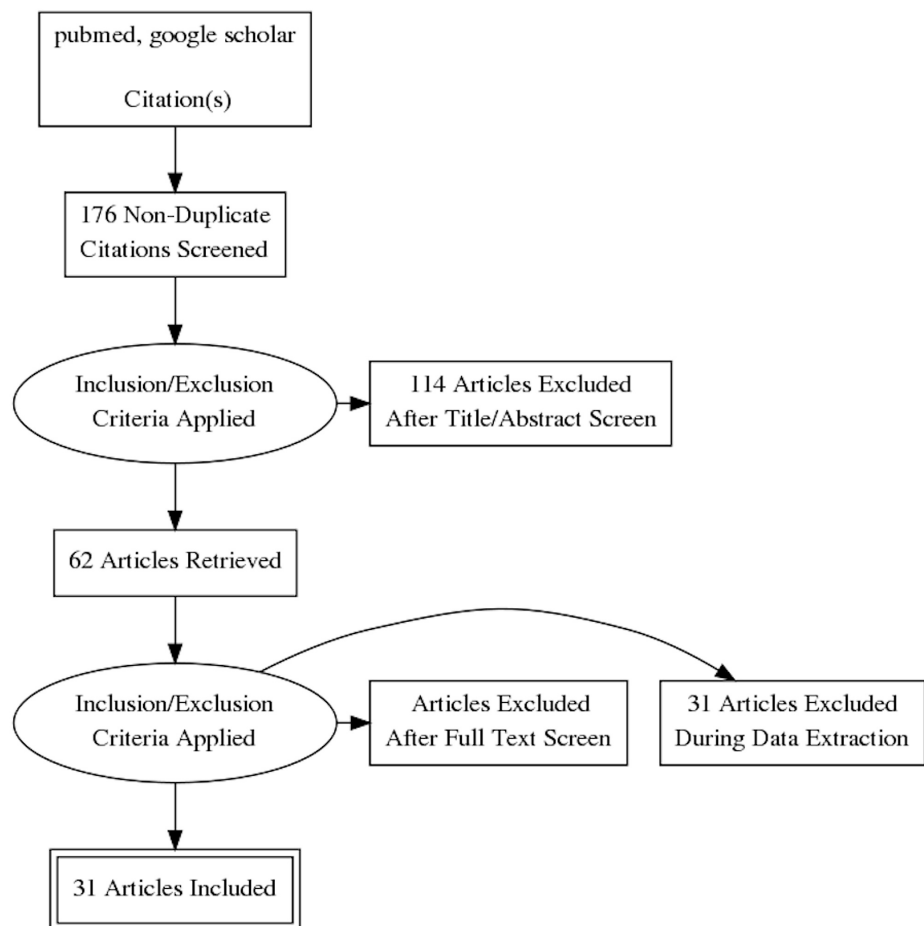 pubmed, google scholar
Citation(s)
176 Non-Duplicate
Citations Screened
Inclusion/Exclusion
Criteria Applied
114 Articles Excluded
After Title/Abstract Screen
62 Articles Retrieved
Inclusion/Exclusion
Criteria Applied
Articles Excluded
After Full Text Screen
31 Articles Excluded
During Data Extraction
31 Articles Included